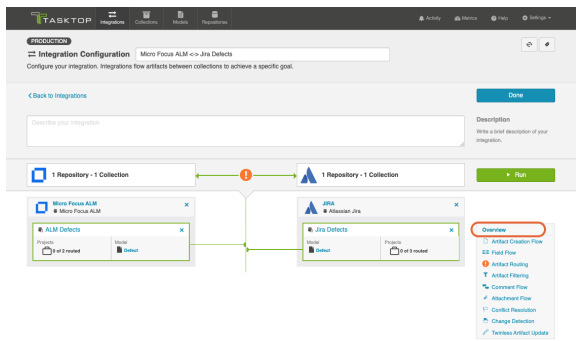 TASKTOP
Integrations
Collections
Models
Repositories
Activity
Metrics
Help
Settings
PRODUCTION
Integration Configuration
Micro Focus ALM <> Jira Defects
Configure your integration. Integrations flow artifacts between collections to achieve a specific goal.
Back to Integrations
Done
Describe your integration
Description
Write a brief description of your
integration.
1 Repository - 1 Collection
1 Repository - 1 Collection
Run
Micro Focus ALM
Micro Focus ALM
JIRA
Atlassian Jira
ALM Defects
Projects
0 of 2 routed
Model
Defect
Jira Defects
Model
Defect
Projects
0 of 3 routed
Overview
Artifact Creation Flow
Field Flow
Artifact Routing
Artifact Filtering
Comment Flow
Attachment Flow
Conflict Resolution
Change Detection
Twinless Artifact Update